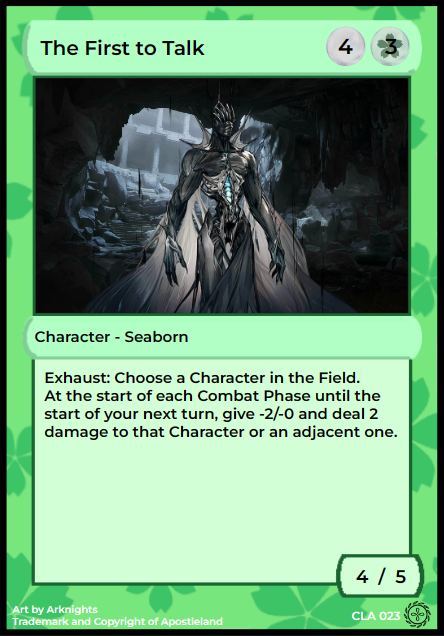 The First to Talk
4 3
Character - Seaborn
Exhaust: Choose a Character in the Field.
At the start of each Combat Phase until the
start of your next turn, give -2/-0 and deal 2
damage to that Character or an adjacent one.
4 / 5
Art by Arknights
Trademark and Copyright of Apostieland
CLA 023